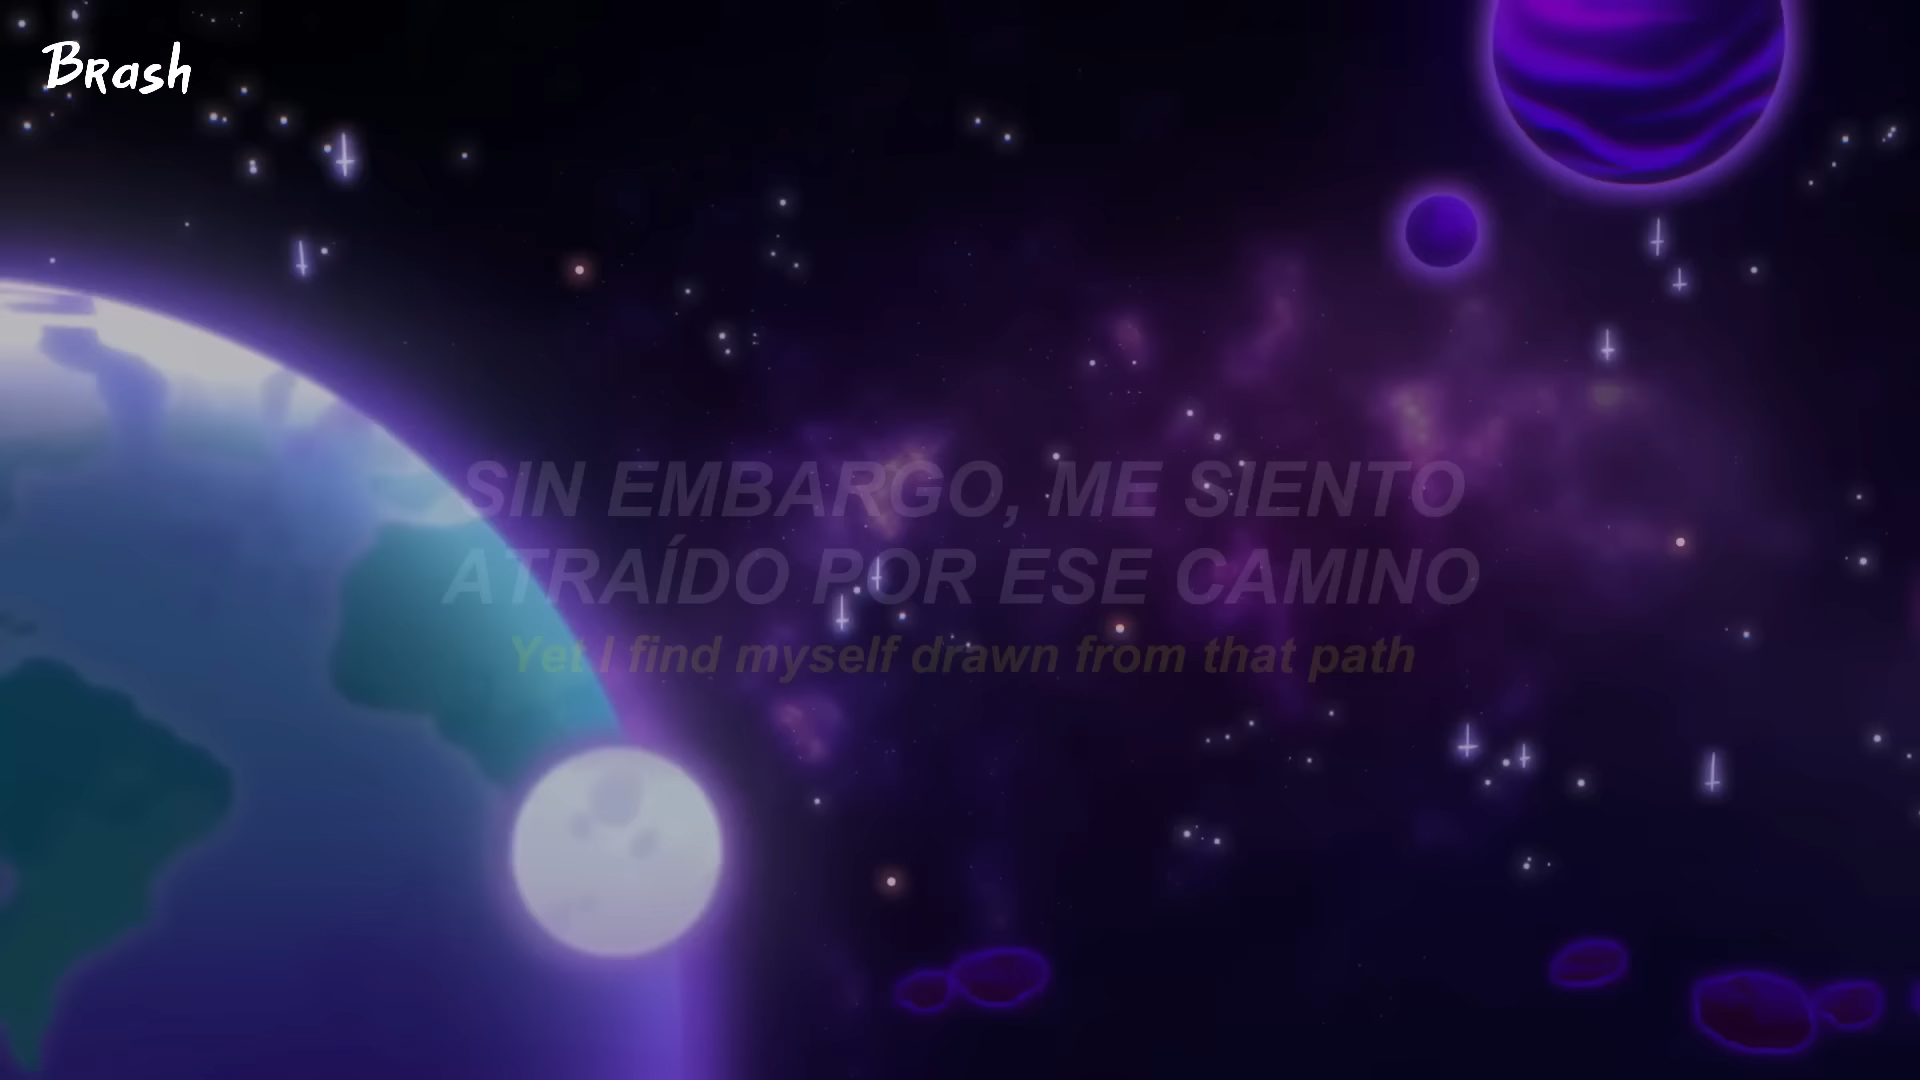 Brash
SIN EMBARGO, ME SIENTO
ATRAÍDO POR ESE CAMINO
Yet I find myself drawn from that path